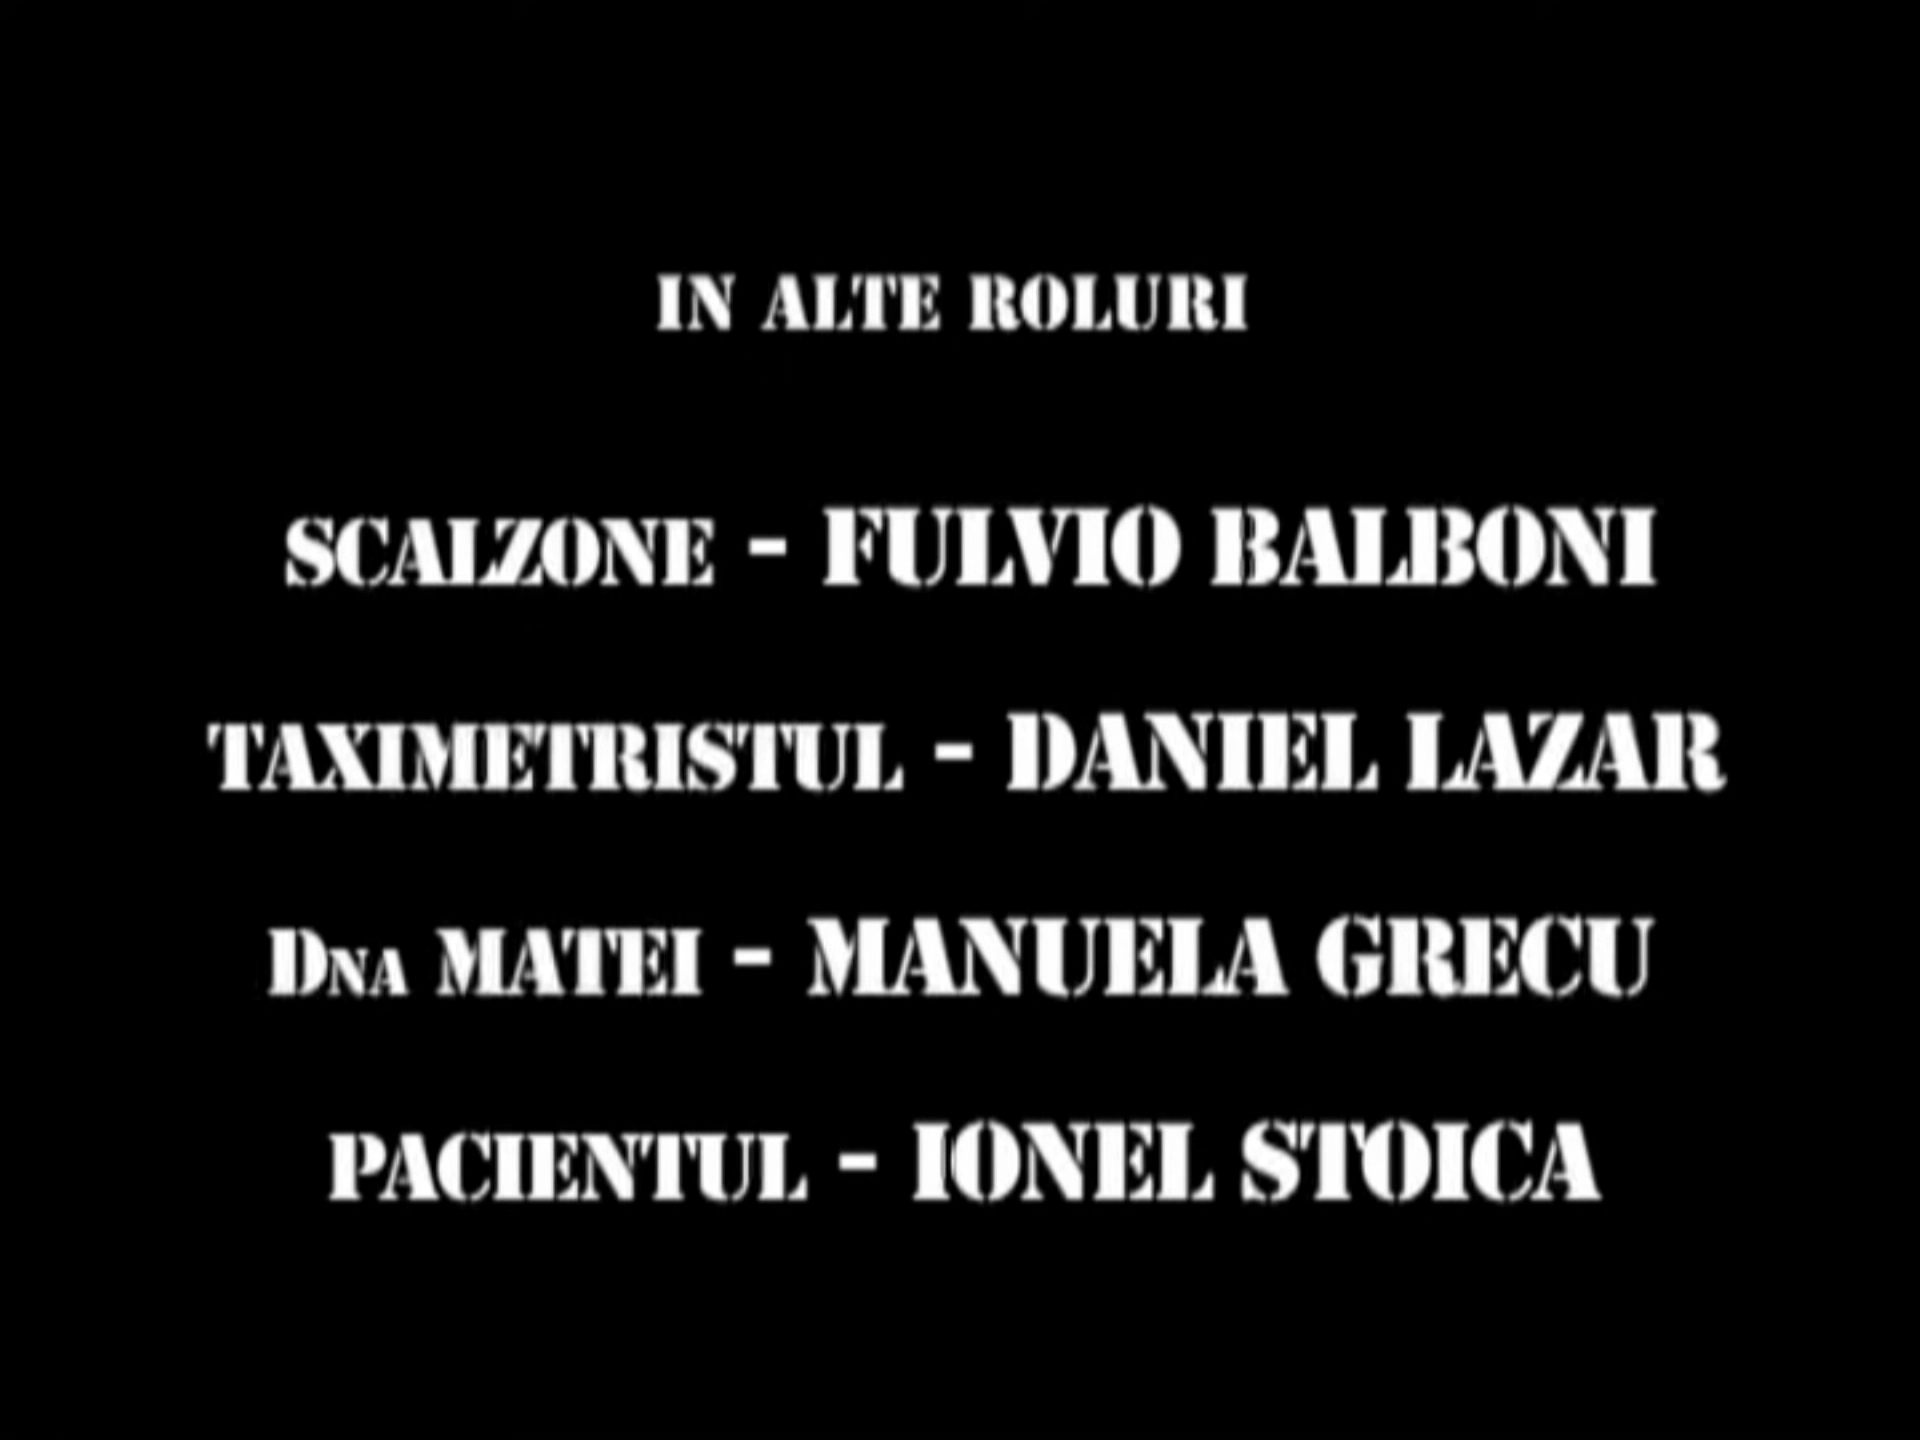 IN ALTE ROLURI
SCALZONE - FULVIO BALBONI
TAXIMETRISTUL - DANIEL LAZAR
DNA MATEI - MANUELA GRECU
PACIENTUL - IONEL STOICA